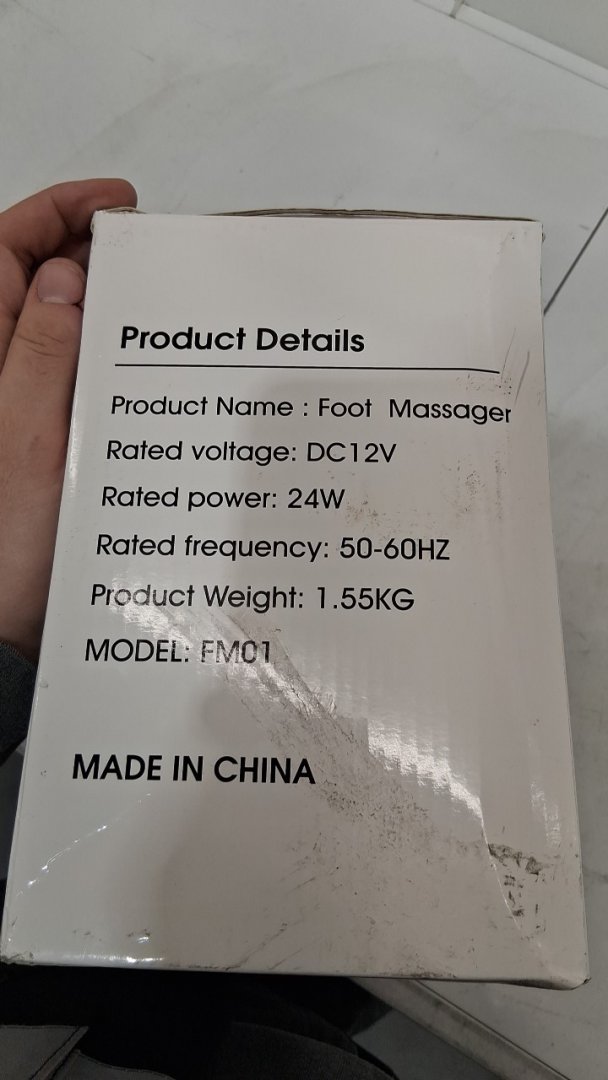 Product Details
Product Name : Foot Massager
Rated voltage: DC12V
Rated power: 24W
Rated frequency: 50-60HZ
Product Weight: 1.55KG
MODEL: FM01
MADE IN CHINA